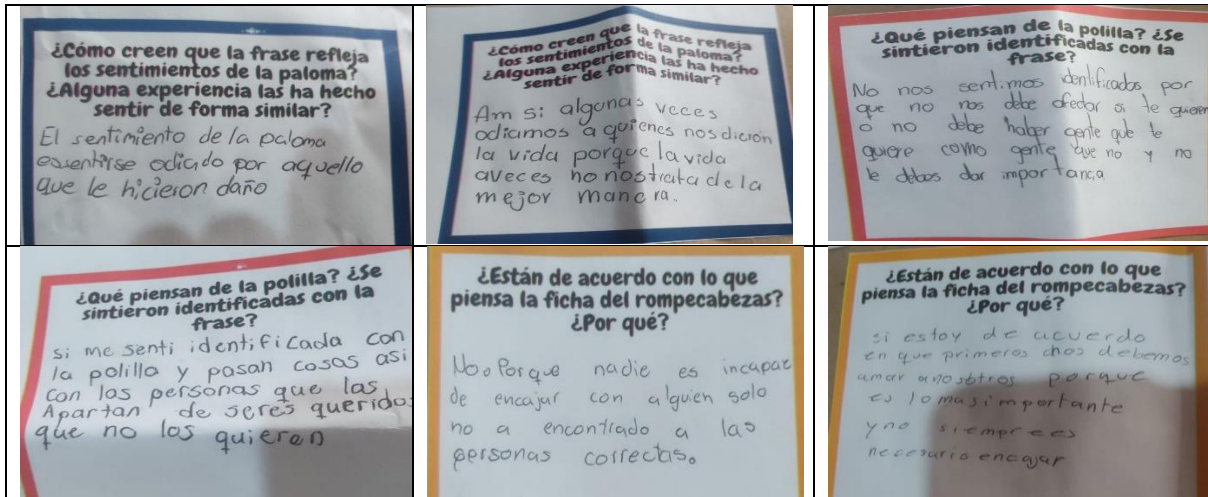 ¿Cómo creen que la frase refleja
los sentimientos de la paloma?
¿Alguna experiencia las ha hecho
sentir de forma similar?
El sentimiento de la paloma
es sentirse odiado por aquello
que le hicieron daño
¿Cómo creen que la frase refleja
los sentimientos de la paloma?
¿Alguna experiencia las ha hecho
sentir de forma similar?
Am si algunas veces
odiamos a quienes nos dicion
la vida porque la vida
aveces no nos trata de la
mejor manera.
¿Qué piensan de la polilla? ¿Se
sintieron identificadas con la
frase?
No nos sentimos identificados por
que no nos debe afedar si te quieren
o no debe haber gente que te
quiere como gente que no y no
le debos dar importanca
¿Qué piensan de la polilla? ¿Se
sintieron identificadas con la
frase?
si me senti identificada con
la polilla y pasan cosas asi
con las personas que las
Apartan de seres queridos
que no los quieren
¿Están de acuerdo con lo que
piensa la ficha del rompecabezas?
¿Por qué?
No. Porque nadie es incapaz
de encajar con alguien solo
no a encontrado a las
personas correctas.
¿Están de acuerdo con lo que
piensa la ficha del rompecabezas?
¿Por qué?
si estoy de acuerdo
en que primeros debemos
amar anosotros porque
es lo mas importante
y no siempre es
necesario encajar